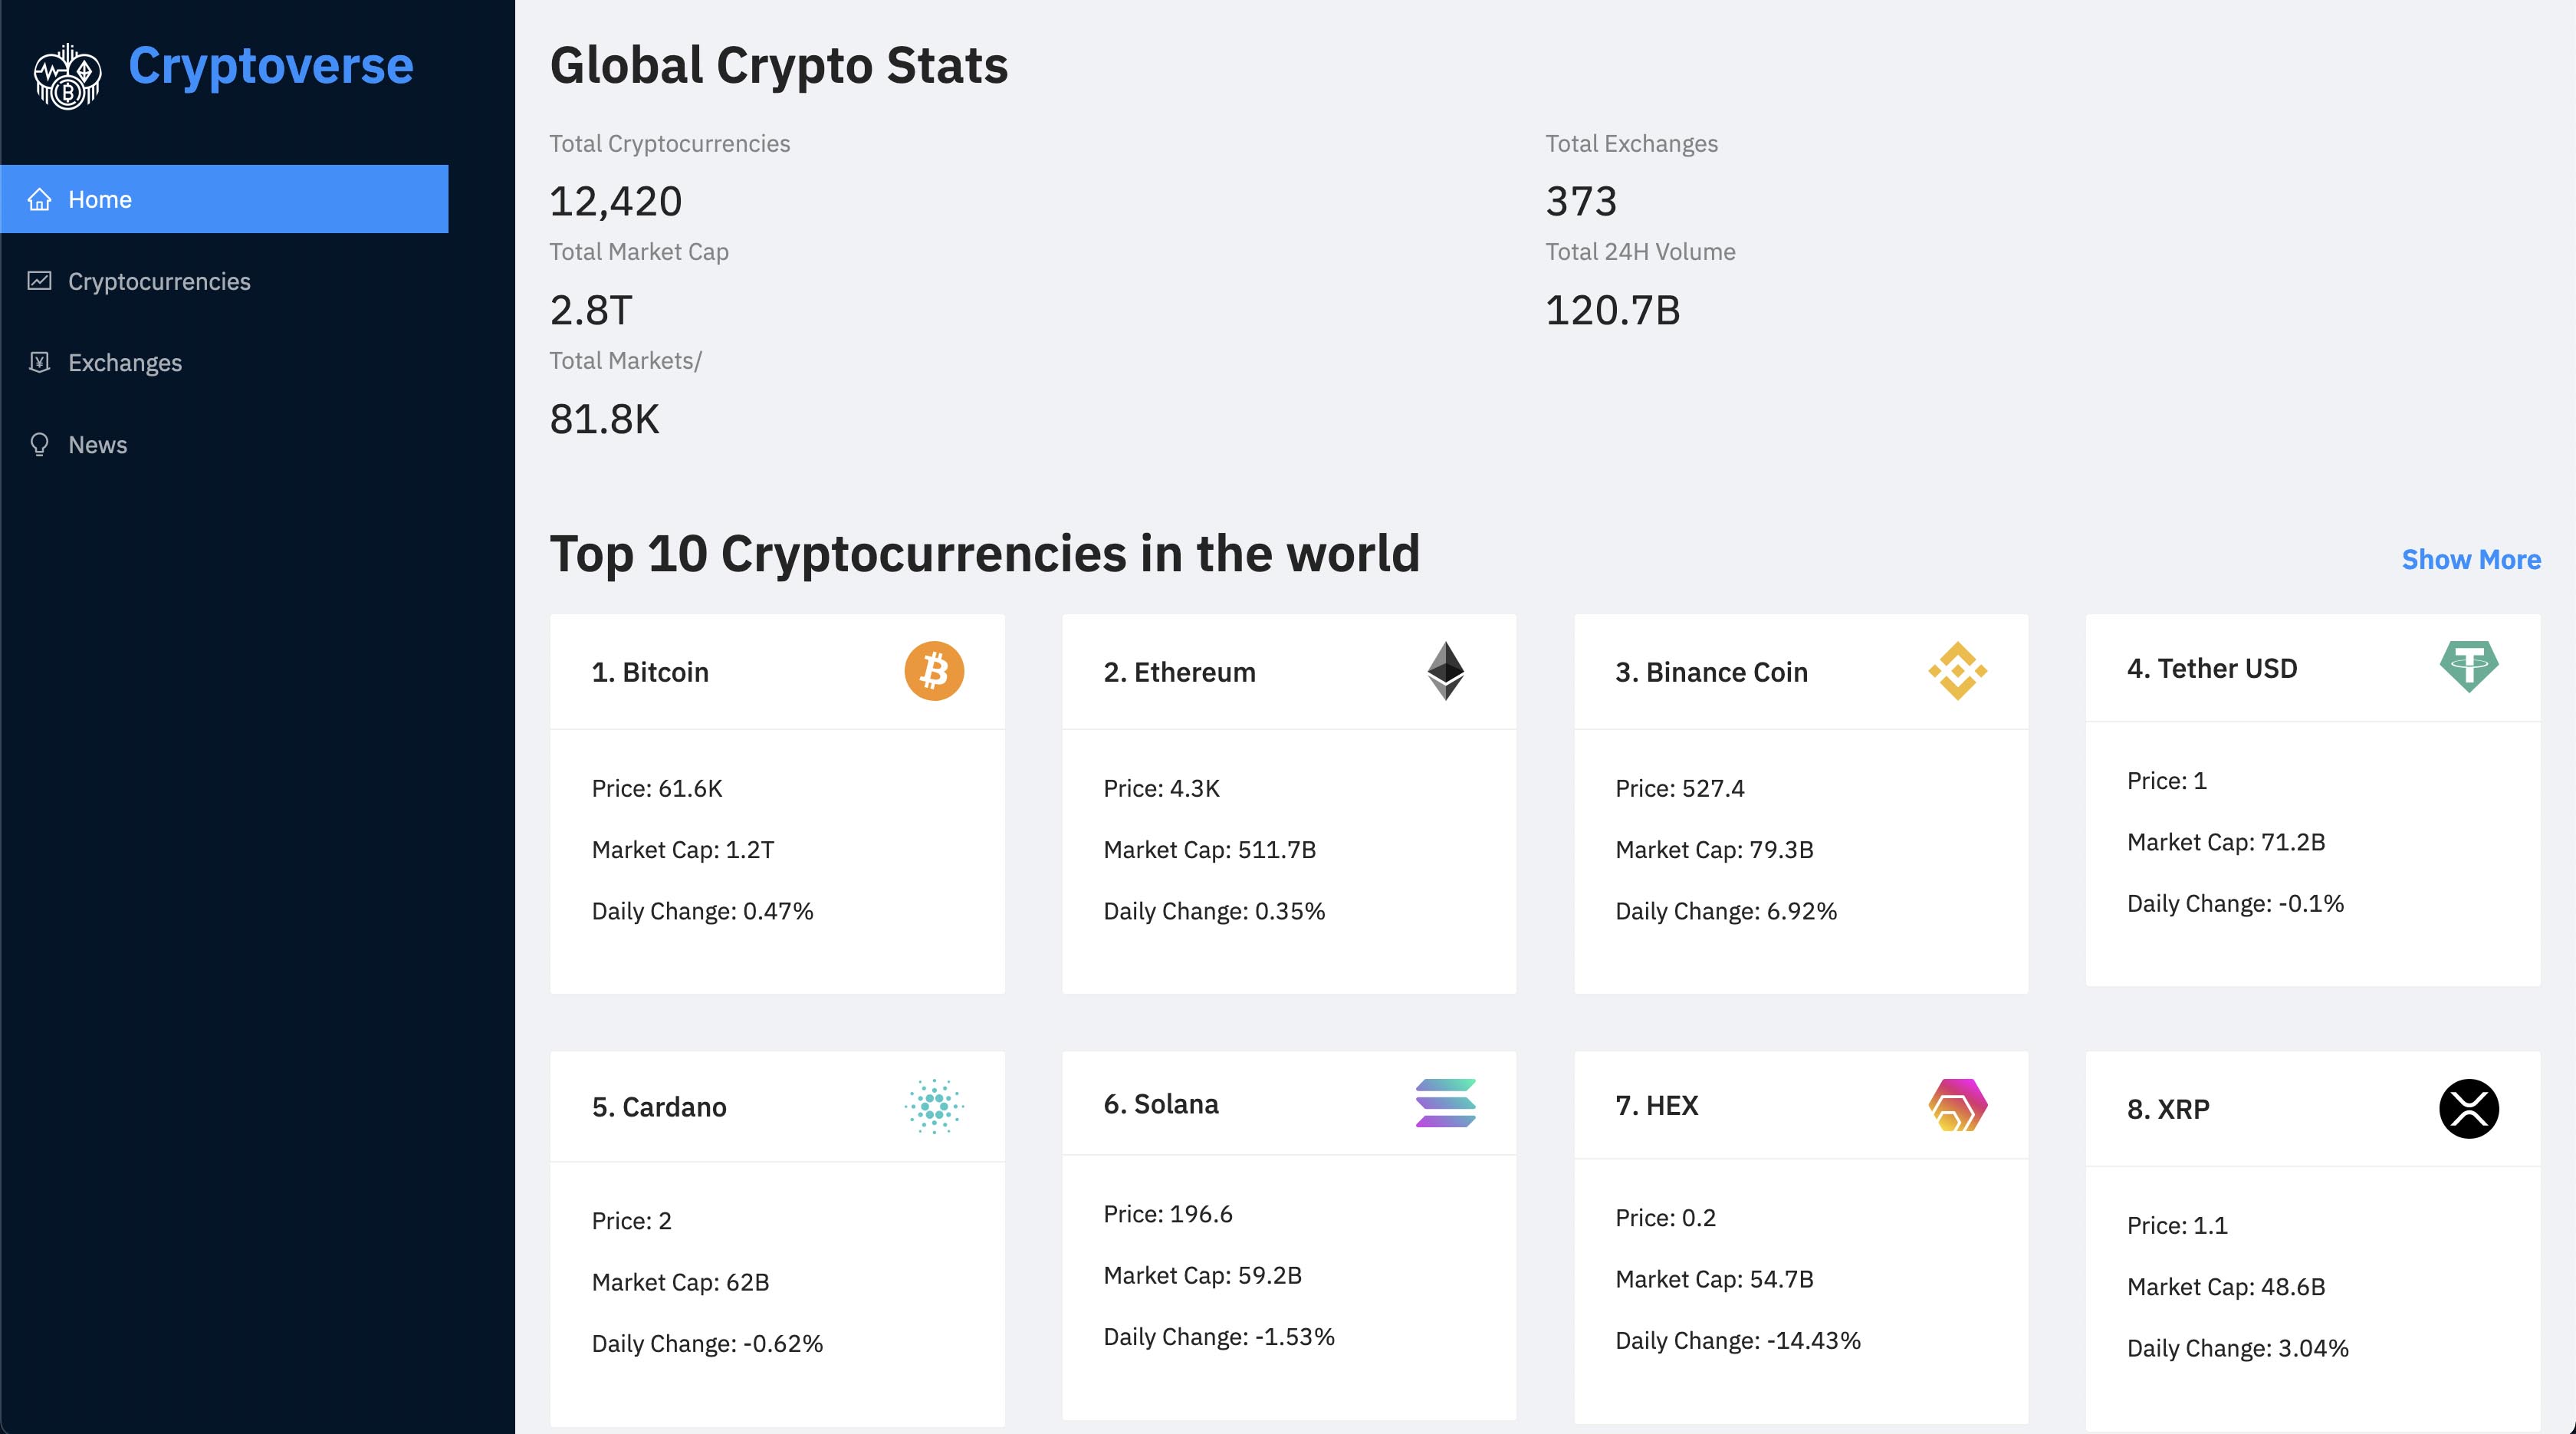 Cryptoverse
Home
Cryptocurrencies
Exchanges
News
Global Crypto Stats
Total Cryptocurrencies
12,420
Total Exchanges
373
Total Market Cap
2.8T
Total 24H Volume
120.7B
Total Markets/
81.8K
Top 10 Cryptocurrencies in the world
Show More
1. Bitcoin
Price: 61.6K
Market Cap: 1.2T
Daily Change: 0.47%
2. Ethereum
Price: 4.3K
Market Cap: 511.7B
Daily Change: 0.35%
3. Binance Coin
Price: 527.4
Market Cap: 79.3B
Daily Change: 6.92%
4. Tether USD
Price: 1
Market Cap: 71.2B
Daily Change: -0.1%
5. Cardano
Price: 2
Market Cap: 62B
Daily Change: -0.62%
6. Solana
Price: 196.6
Market Cap: 59.2B
Daily Change: -1.53%
7. HEX
Price: 0.2
Market Cap: 54.7B
Daily Change: -14.43%
8. XRP
Price: 1.1
Market Cap: 48.6B
Daily Change: 3.04%